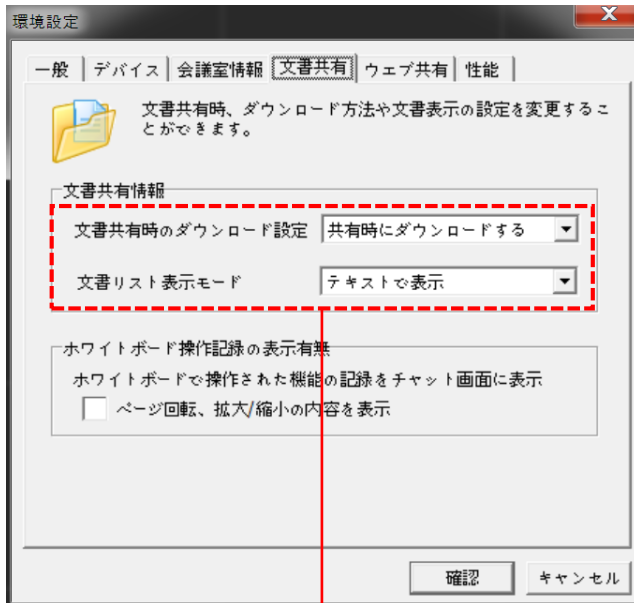 環境設定
一般 デバイス 会議室情報 文書共有 ウェブ共有 性能
文書共有時、ダウンロード方法や文書表示の設定を変更するこ
とができます。
文書共有情報
文書共有時のダウンロード設定 共有時にダウンロードする
文書リスト表示モード テキストで表示
ホワイトボード操作記録の表示有無
ホワイトボードで操作された機能の記録をチャット画面に表示
ページ回転、拡大/縮小の内容を表示
確認 キャンセル